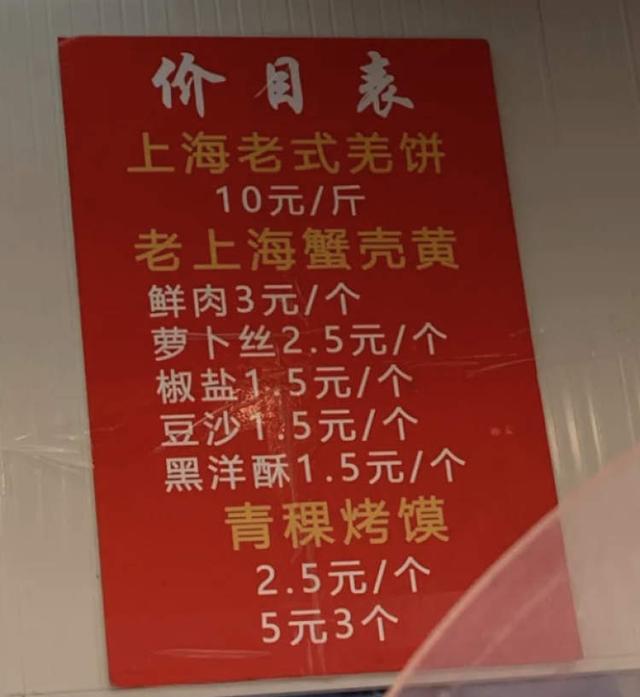 价目表
上海老式羌饼
10元/斤
老上海蟹壳黄
鲜肉3元/个
萝卜丝2.5元/个
椒盐1.5元/个
豆沙1.5元/个
黑洋酥1.5元/个
青稞烤馍
2.5元/个
5元3个